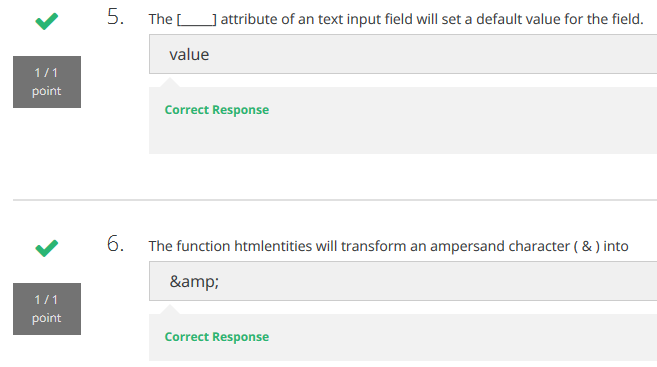 5. The [____] attribute of an text input field will set a default value for the field.
value
1 / 1
point
Correct Response
6. The function htmlentities will transform an ampersand character ( & ) into
&amp;
1 / 1
point
Correct Response